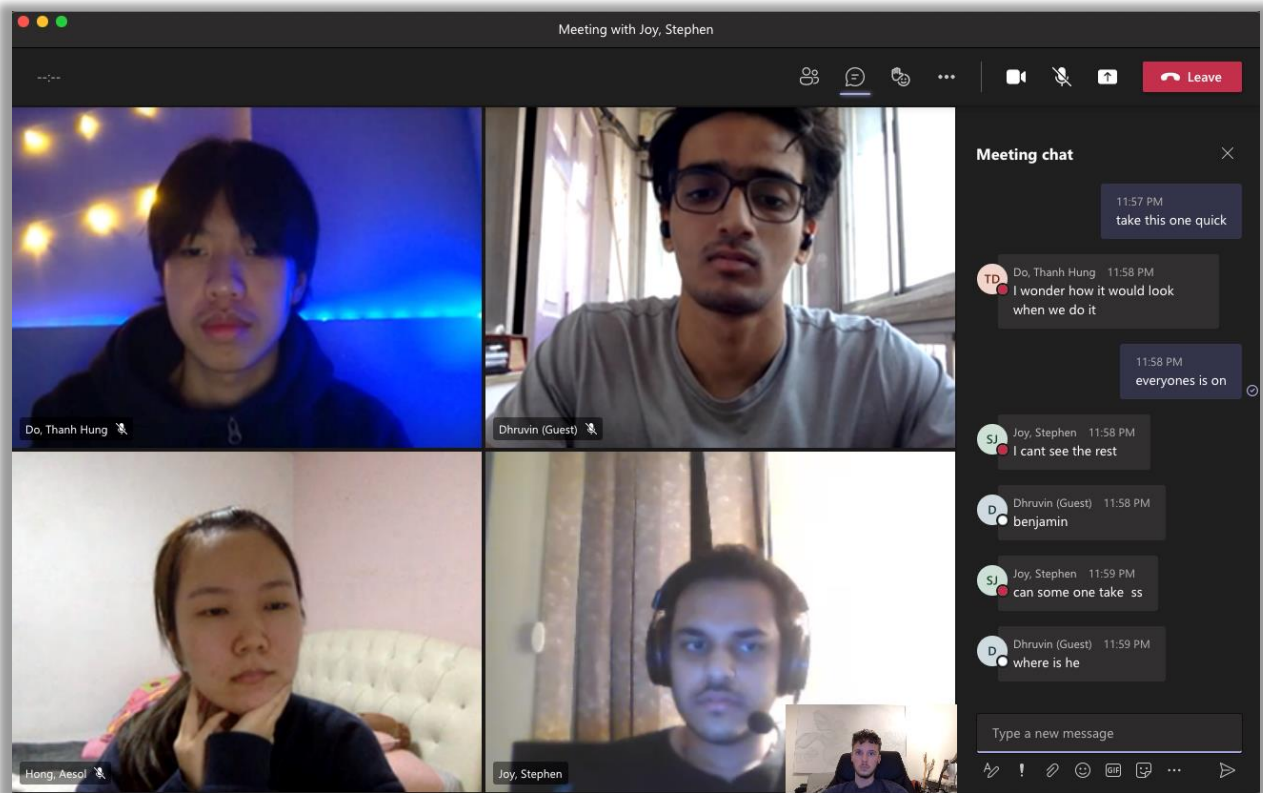 Meeting with Joy, Stephen
--:--
Leave
Do, Thanh Hung
Dhruvin (Guest)
Hong, Aesol
Joy, Stephen
Meeting chat
11:57 PM
take this one quick
TD
Do, Thanh Hung 11:58 PM
I wonder how it would look
when we do it
11:58 PM
everyones is on
SJ
Joy, Stephen 11:58 PM
I cant see the rest
D
Dhruvin (Guest) 11:58 PM
benjamin
SJ
Joy, Stephen 11:59 PM
can some one take ss
D
Dhruvin (Guest) 11:59 PM
where is he
Type a new message
GIF